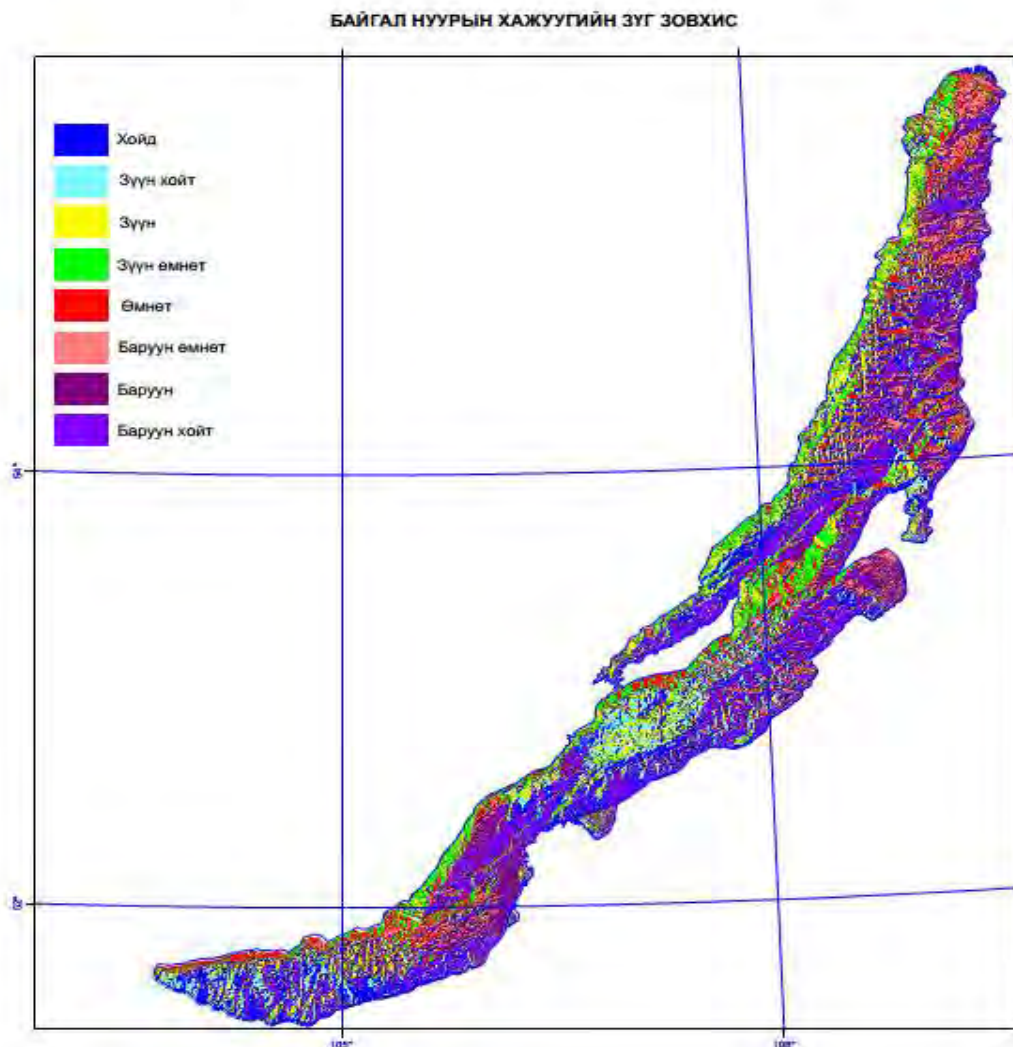 БАЙГАЛ НУУРЫН ХАЖУУГИЙН ЗҮГ ЗОВХИС
Хойд
Зүүн хойт
Зүүн
Зүүн өмнөт
Өмнөт
Баруун өмнөт
Баруун
Баруун хойт